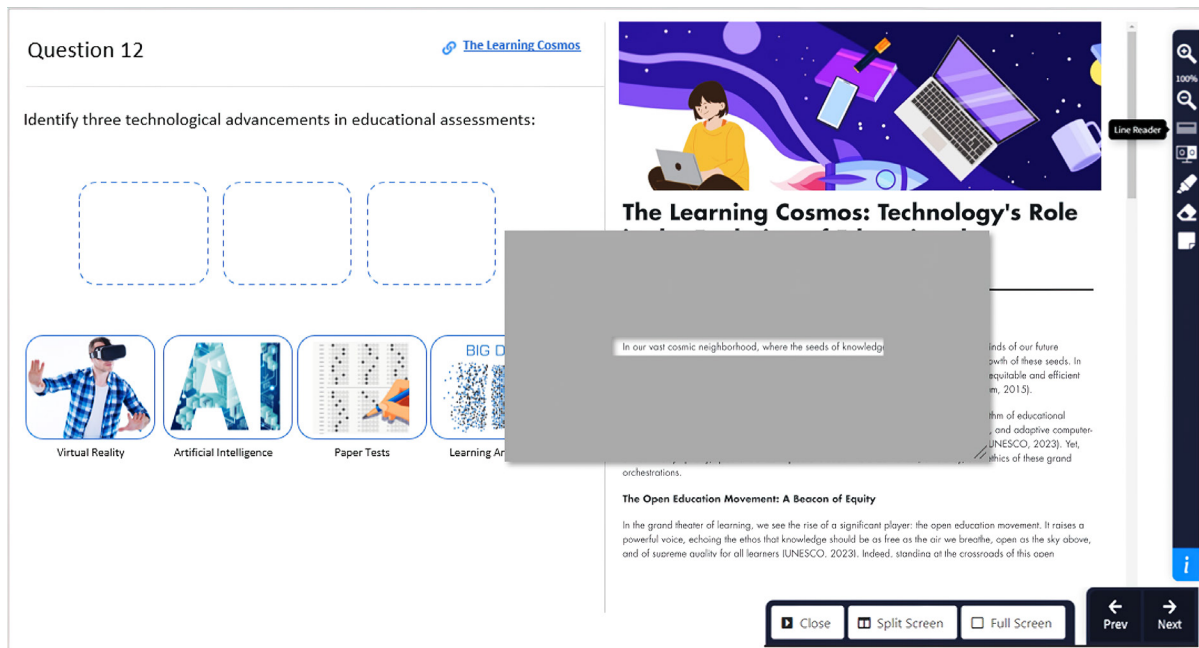 Question 12
The Learning Cosmos
Identify three technological advancements in educational assessments:
AI
BIG D
Virtual Reality
Artificial Intelligence
Paper Tests
Learning
The Learning Cosmos: Technology's Role
In our vast cosmic neighborhood, where the seeds of
inds of our future
owth of these seeds. In
equitable and efficient
m, 2015).
thm of educational
, and adaptive computer-
UNESCO, 2023). Yet,
ethics of these grand
orchestrations.
The Open Education Movement: A Beacon of Equity
In the grand theater of learning, we see the rise of a significant player: the open education movement. It raises a
powerful voice, echoing the ethos that knowledge should be as free as the air we breathe, open as the sky above,
and of supreme quality for all learners (UNESCO, 2023). Indeed, standing at the crossroads of this open
100%
Line Reader
i
Close
Split Screen
Full Screen
Prev
Next